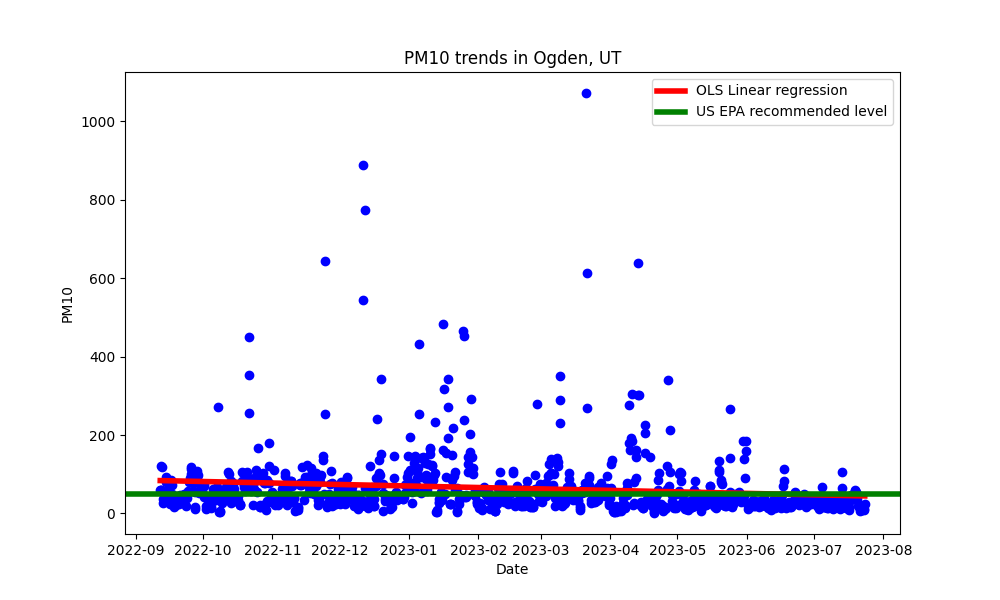 PM10 trends in Ogden, UT
OLS Linear regression
US EPA recommended level
1000
800
600
400
200
0
PM10
2022-09 2022-10 2022-11 2022-12 2023-01 2023-02 2023-03 2023-04 2023-05 2023-06 2023-07 2023-08
Date